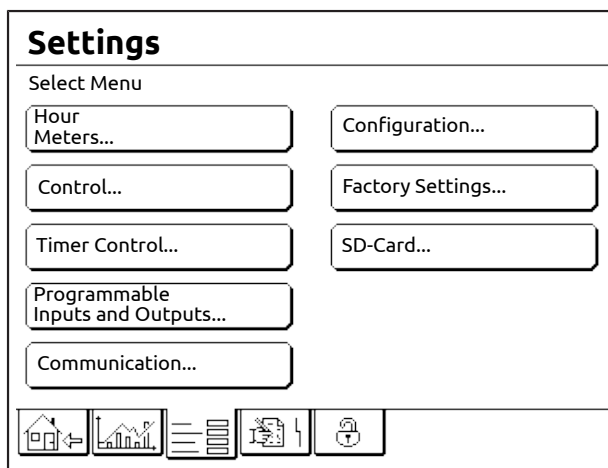 Settings
Select Menu
Hour
Meters...
Control...
Timer Control...
Programmable
Inputs and Outputs...
Communication...
Configuration...
Factory Settings...
SD-Card...